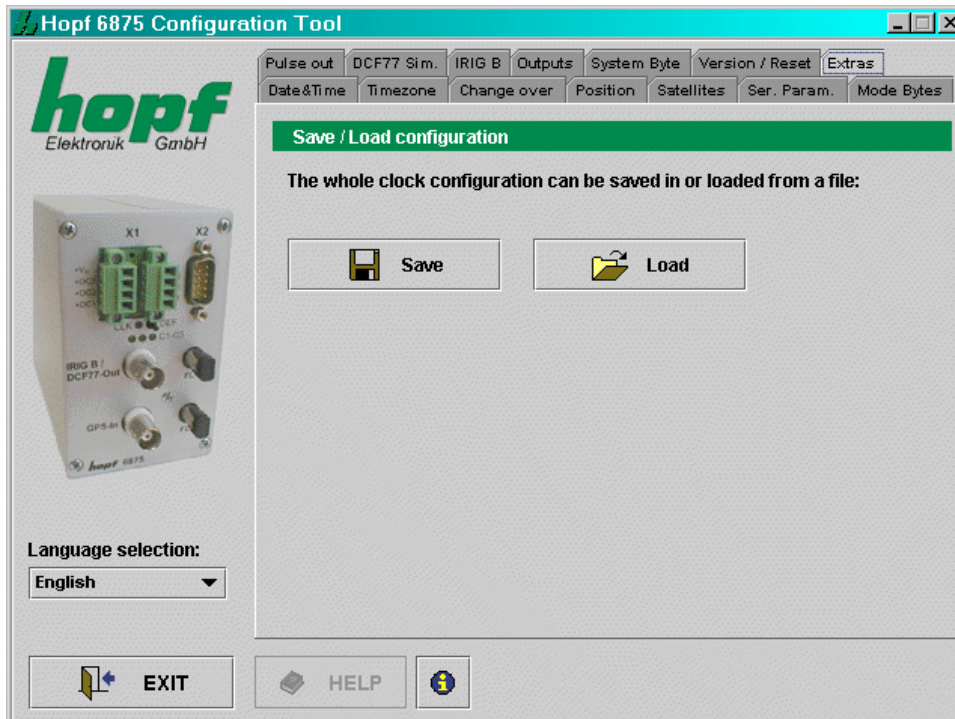 Hopf 6875 Configuration Tool
hopf
Elektronik GmbH
Pulse out DCF77 Sim. IRIG B Outputs System Byte Version / Reset Extras
Date&Time Timezone Change over Position Satellites Ser. Param. Mode Bytes
Save / Load configuration
The whole clock configuration can be saved in or loaded from a file:
Save Load
X1 X2
C1-C3
IRIG B /
DCF77-Out
GPS-In
hopf 6875
Language selection:
English
EXIT HELP